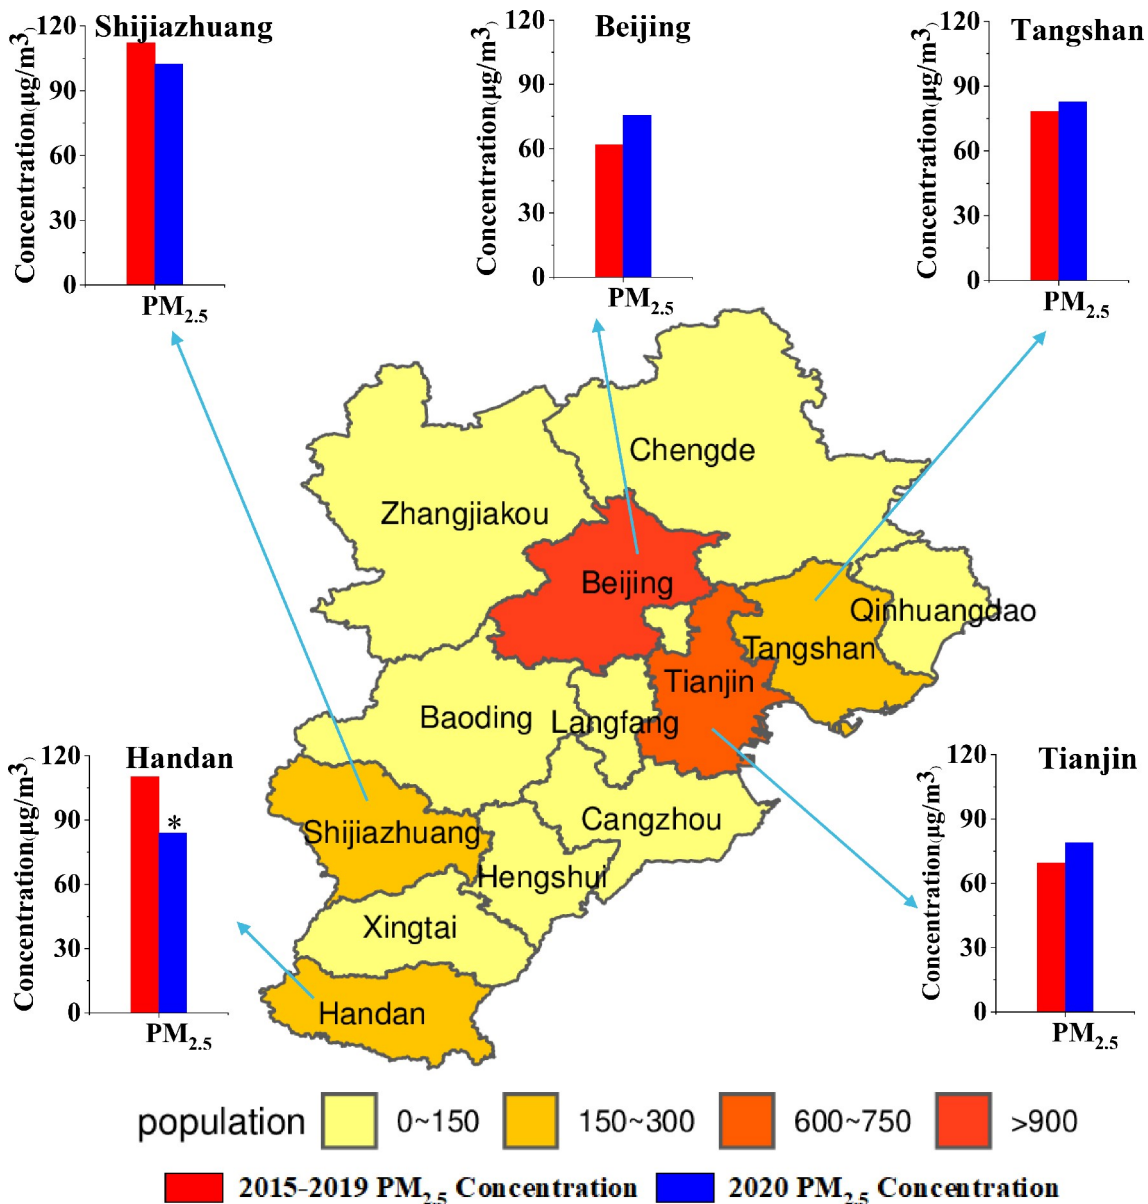 Shijiazhuang
Concentration(μg/m3)
120
90
60
30
0
PM2.5
Beijing
Concentration(μg/m3)
120
90
60
30
0
PM2.5
Tangshan
Concentration(μg/m3)
120
90
60
30
0
PM2.5
Chengde
Zhangjiakou
Beijing
Qinhuangdao
Tangshan
Tianjin
Baoding
Langfang
Cangzhou
Shijiazhuang
Hengshui
Xingtai
Handan
Handan
Concentration(μg/m3)
120
90
60
30
0
*
PM2.5
Tianjin
Concentration(μg/m3)
120
90
60
30
0
PM2.5
population 0~150 150~300 600~750 >900
2015-2019 PM2.5 Concentration 2020 PM2.5 Concentration